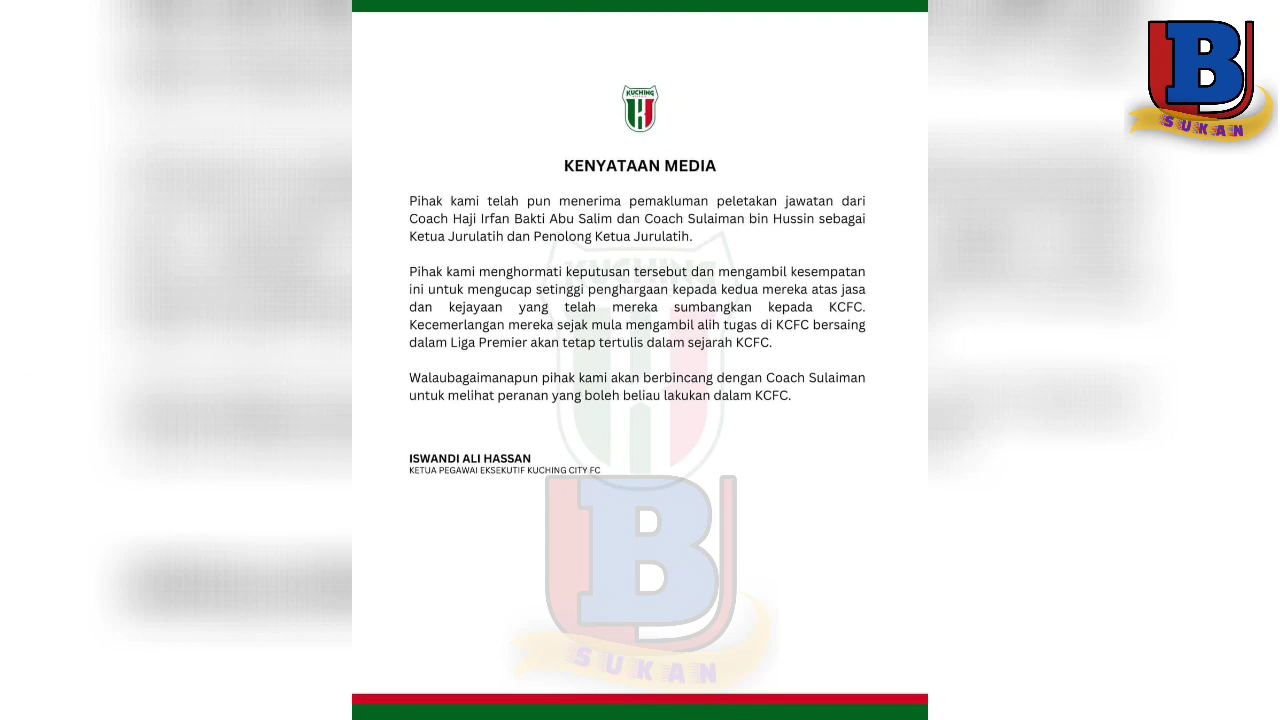 B
SUKAN
KUCHING
KENYATAAN MEDIA
Pihak kami telah pun menerima pemakluman peletakan jawatan dari
Coach Haji Irfan Bakti Abu Salim dan Coach Sulaiman bin Hussin sebagai
Ketua Jurulatih dan Penolong Ketua Jurulatih.
Pihak kami menghormati keputusan tersebut dan mengambil kesempatan
ini untuk mengucap setinggi penghargaan kepada kedua mereka atas jasa
dan kejayaan yang telah mereka sumbangkan kepada KCFC.
Kecemerlangan mereka sejak mula mengambil alih tugas di KCFC bersaing
dalam Liga Premier akan tetap tertulis dalam sejarah KCFC.
Walaubagaimanapun pihak kami akan berbincang dengan Coach Sulaiman
untuk melihat peranan yang boleh beliau lakukan dalam KCFC.
ISWANDI ALI HASSAN
KETUA PEGAWAI EKSEKUTIF KUCHING CITY FC
KUCHING
B
SUKAN